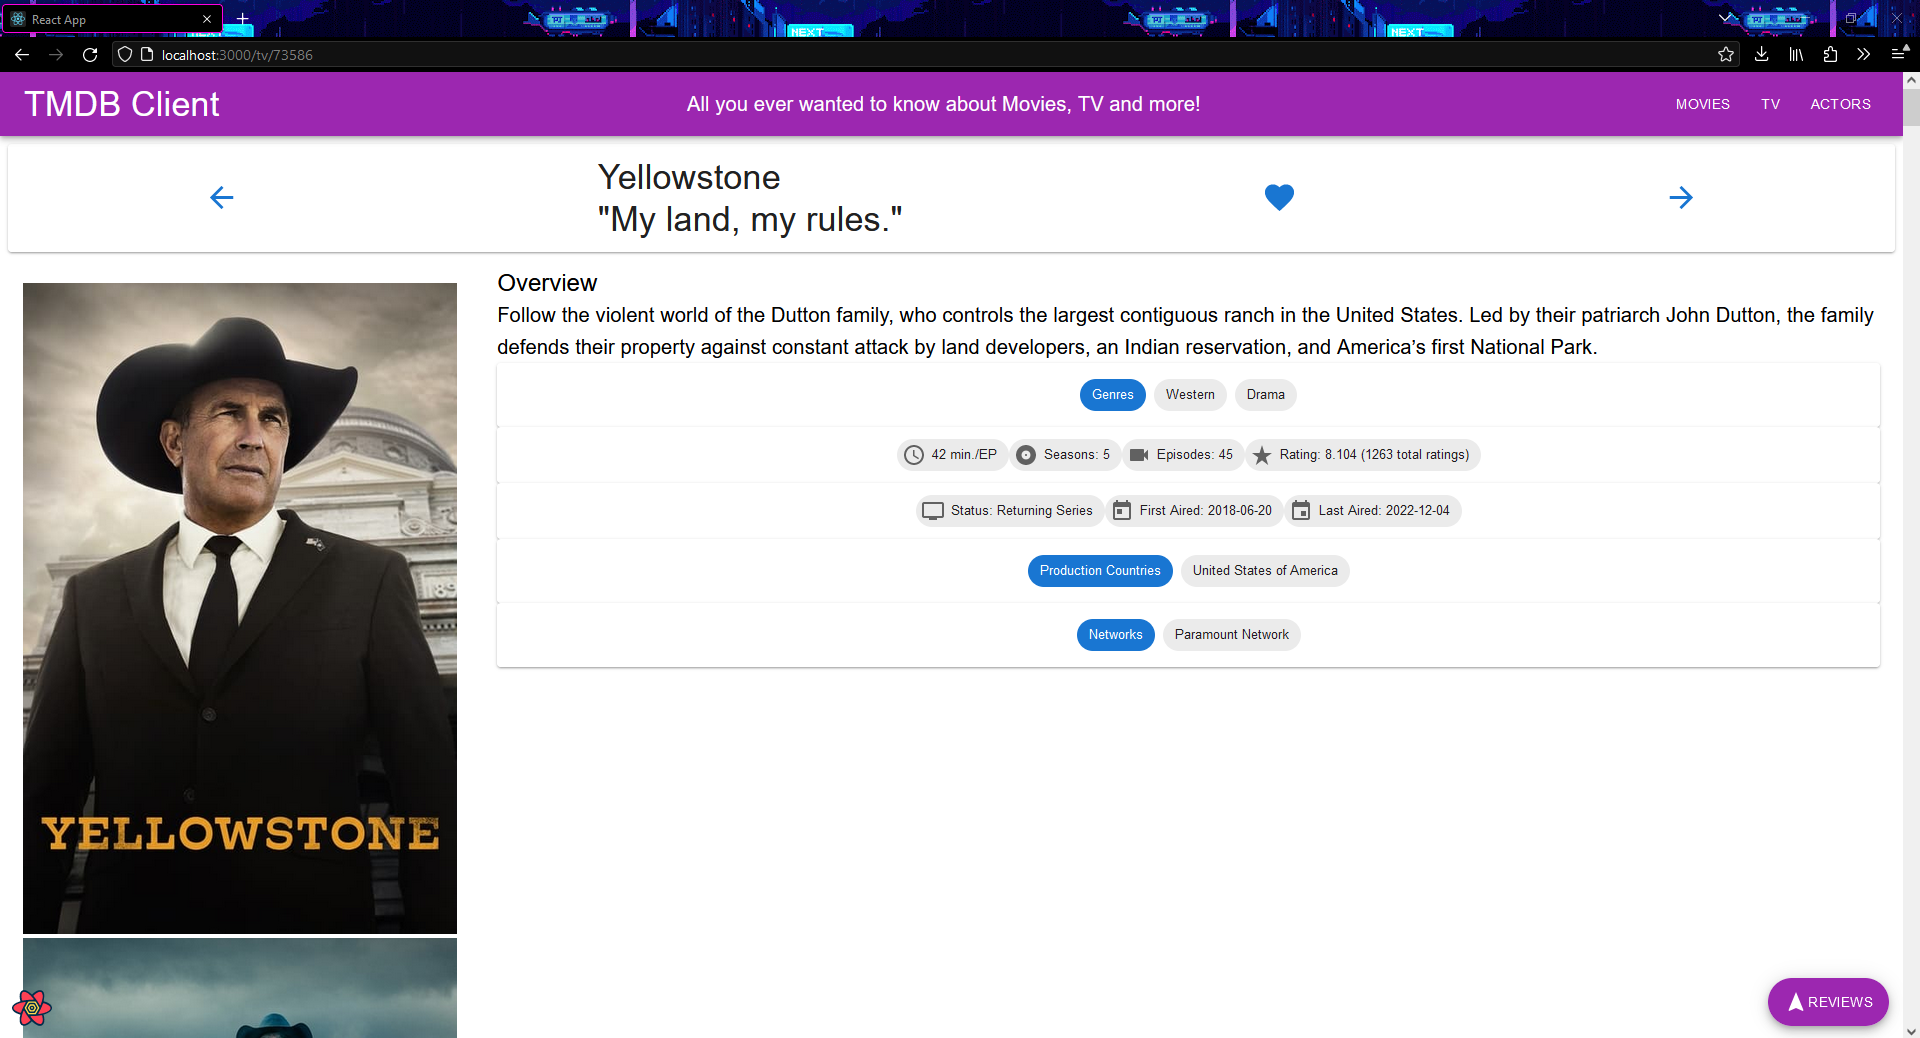 React App
NEXT
NEXT
localhost:3000/tv/73586
TMDB Client
All you ever wanted to know about Movies, TV and more!
MOVIES
TV
ACTORS
Yellowstone
"My land, my rules."
Overview
Follow the violent world of the Dutton family, who controls the largest contiguous ranch in the United States. Led by their patriarch John Dutton, the family
defends their property against constant attack by land developers, an Indian reservation, and America’s first National Park.
Genres Western Drama
42 min./EP Seasons: 5 Episodes: 45 Rating: 8.104 (1263 total ratings)
Status: Returning Series First Aired: 2018-06-20 Last Aired: 2022-12-04
Production Countries United States of America
Networks Paramount Network
YELLOWSTONE
REVIEWS